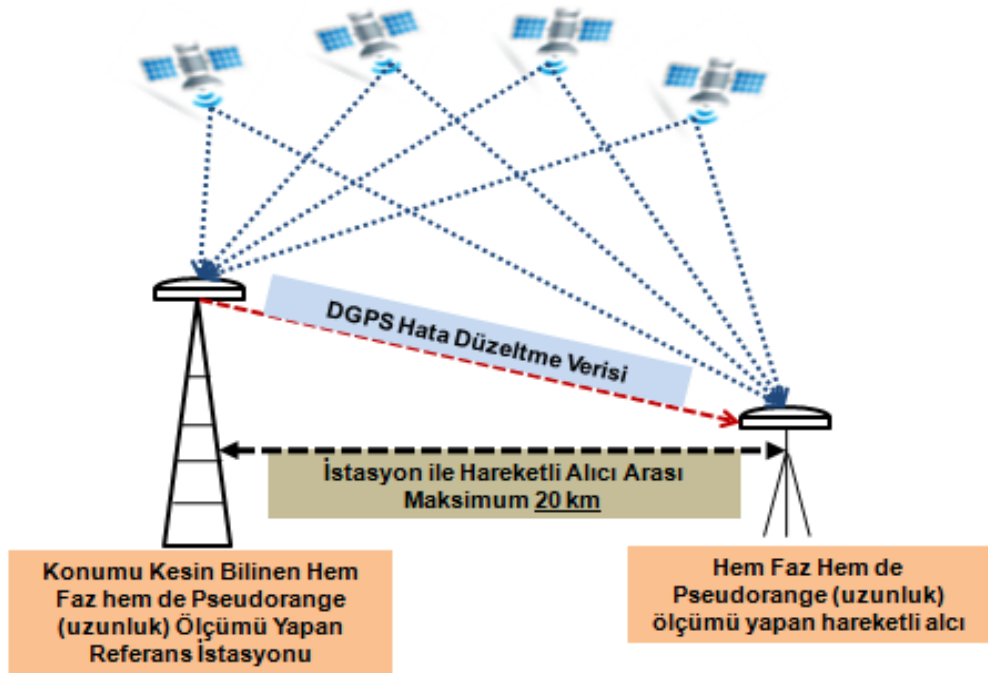 DGPS Hata Düzeltme Verisi
İstasyon ile Hareketli Alıcı Arası
Maksimum 20 km
Konumu Kesin Bilinen Hem
Faz hem de Pseudorange
(uzunluk) Ölçümü Yapan
Referans İstasyonu
Hem Faz Hem de
Pseudorange (uzunluk)
ölçümü yapan hareketli alcı